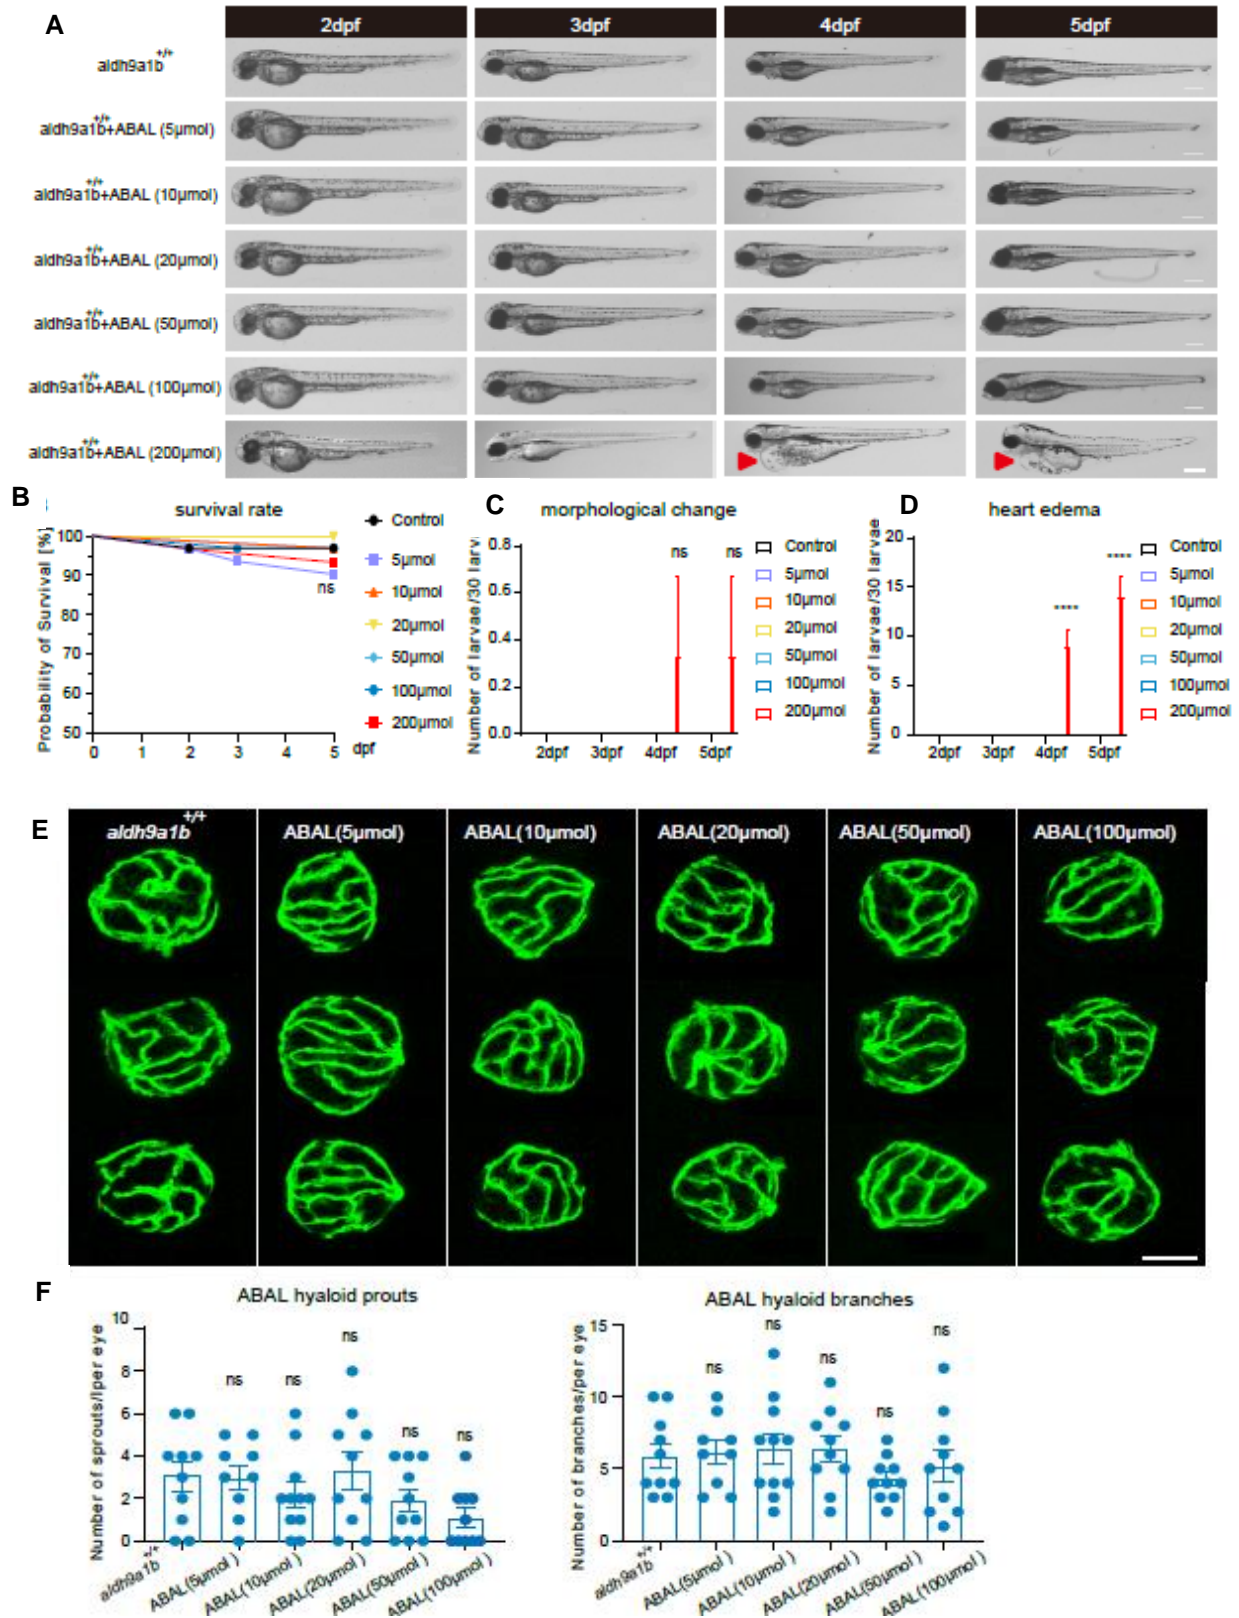 A
2dpf 3dpf 4dpf 5dpf
aldh9a1b+/+
aldh9a1b+/++ABAL (5µmol)
aldh9a1b+/++ABAL (10µmol)
aldh9a1b+/++ABAL (20µmol)
aldh9a1b+/++ABAL (50µmol)
aldh9a1b+/++ABAL (100µmol)
aldh9a1b+/++ABAL (200µmol)
B
survival rate
Probability of Survival [%]
100
90
80
70
60
50
0 1 2 3 4 5 dpf
ns
Control
5µmol
10µmol
20µmol
50µmol
100µmol
200µmol
C
morphological change
Number of larvae/30 larv
0.8
0.6
0.4
0.2
0.0
ns ns
2dpf 3dpf 4dpf 5dpf
Control
5µmol
10µmol
20µmol
50µmol
100µmol
200µmol
D
heart edema
Number of larvae/30 larvae
20
15
10
5
0
**** ****
2dpf 3dpf 4dpf 5dpf
Control
5µmol
10µmol
20µmol
50µmol
100µmol
200µmol
E
aldh9a1b+/+ ABAL(5µmol) ABAL(10µmol) ABAL(20µmol) ABAL(50µmol) ABAL(100µmol)
F
ABAL hyaloid prouts
Number of sprouts/lper eye
10
8
6
4
2
0
ns ns ns ns ns
aldh9a1b+/+ ABAL(5µmol ) ABAL(10µmol ) ABAL(20µmol ) ABAL(50µmol ) ABAL(100µmol )
ABAL hyaloid branches
Number of branches/per eye
15
10
5
0
ns ns ns ns ns
aldh9a1b+/+ ABAL(5µmol ) ABAL(10µmol ) ABAL(20µmol ) ABAL(50µmol ) ABAL(100µmol )